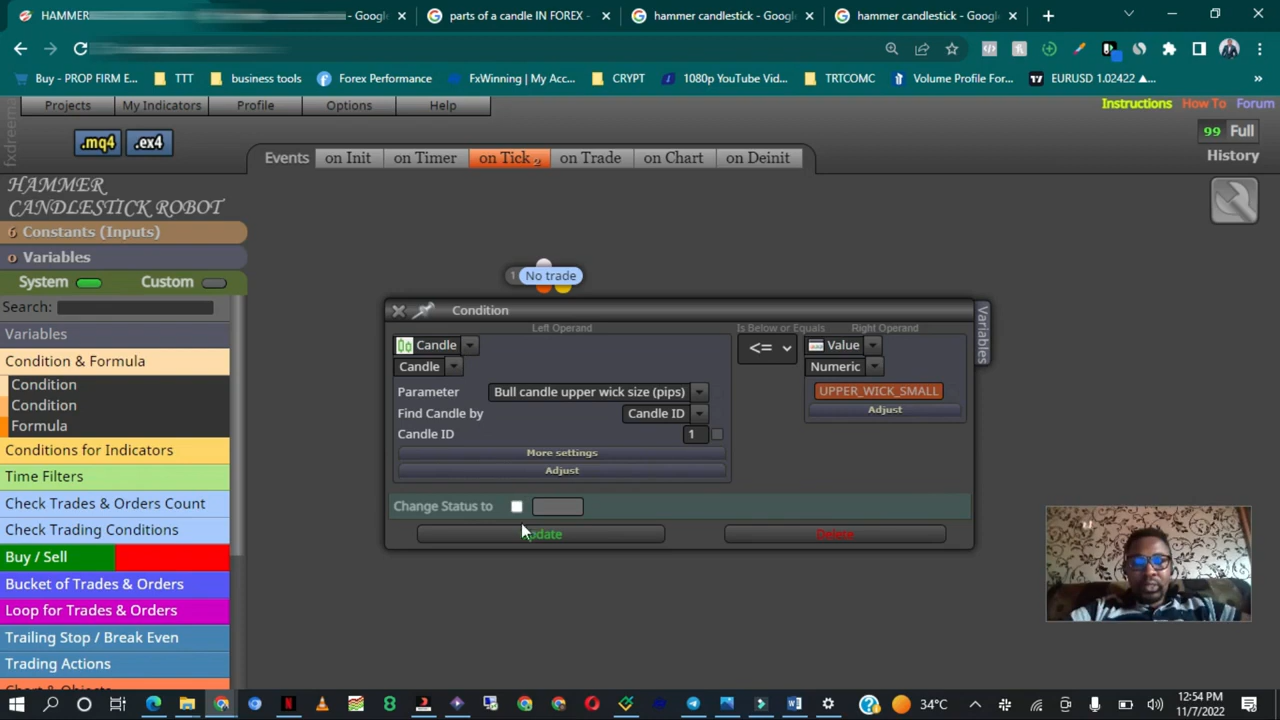 HAMMER - Google
parts of a candle IN FOREX -
hammer candlestick - Google
hammer candlestick - Google
Buy - PROP FIRM E...
TTT
business tools
Forex Performance
FxWinning | My Acc...
CRYPT
1080p YouTube Vid...
TRTCOMC
Volume Profile For...
EURUSD 1.02422 ▲...
»
Projects
My Indicators
Profile
Options
Help
Instructions
How To
Forum
fxdreema
.mq4
.ex4
99 Full
History
Events
on Init
on Timer
on Tick 2
on Trade
on Chart
on Deinit
HAMMER
CANDLESTICK ROBOT
6 Constants (Inputs)
0 Variables
System
Custom
Search:
Variables
Condition & Formula
Condition
Condition
Formula
Conditions for Indicators
Time Filters
Check Trades & Orders Count
Check Trading Conditions
Buy / Sell
Bucket of Trades & Orders
Loop for Trades & Orders
Trailing Stop / Break Even
Trading Actions
Chart & Objects
1 No trade
Condition
Left Operand
Is Below or Equals
Right Operand
Variables
Candle
<=
Value
Candle
Numeric
Parameter
Bull candle upper wick size (pips)
UPPER_WICK_SMALL
Find Candle by
Candle ID
Adjust
Candle ID
1
More settings
Adjust
Change Status to
Update
Delete
34°C
12:54 PM
11/7/2022